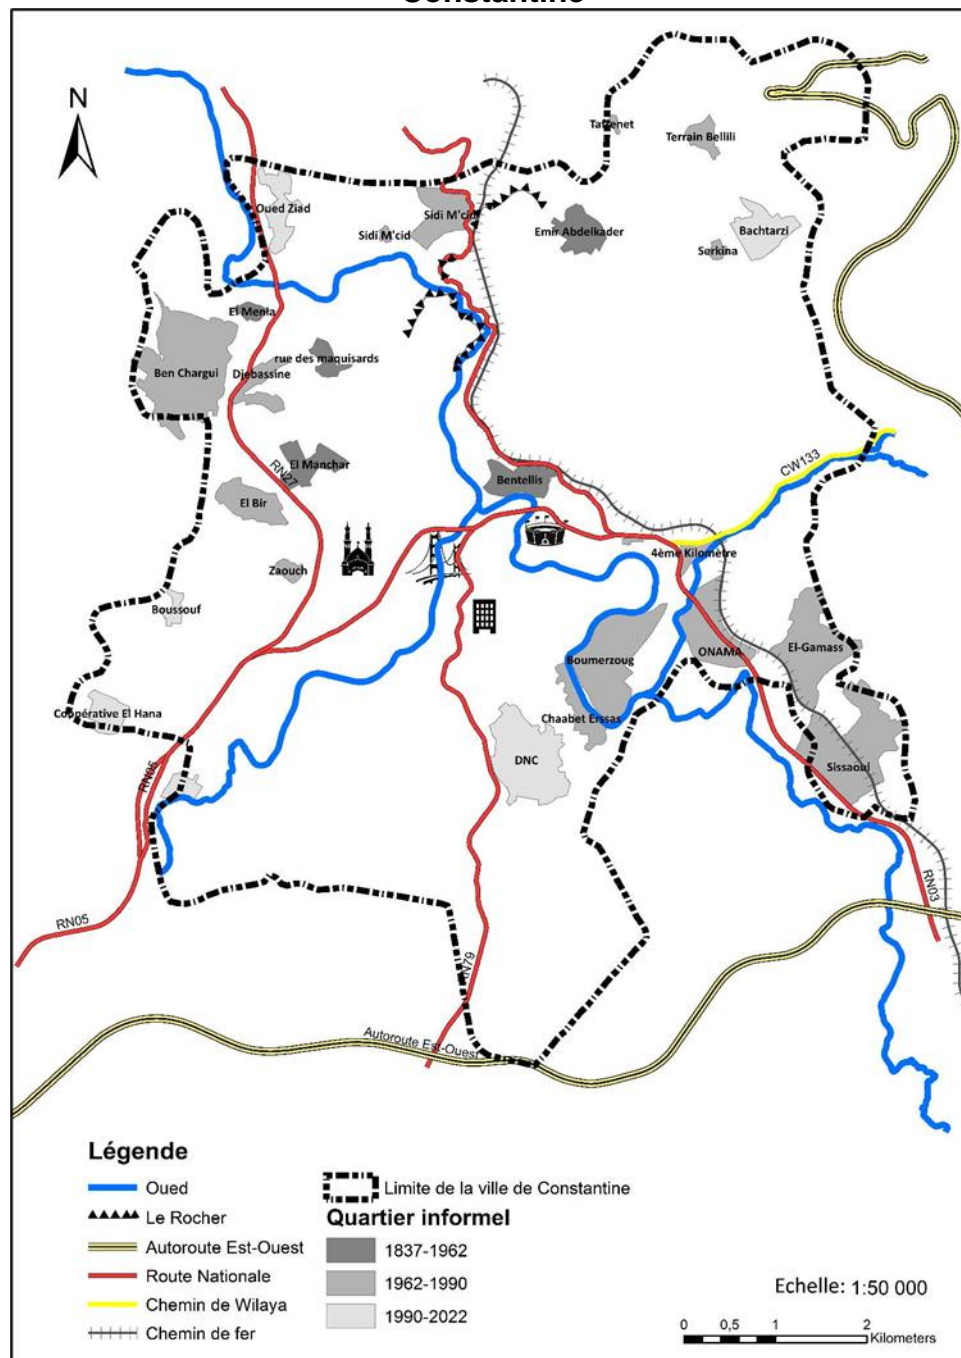 Constantine
N
Tafrenet
Terrain Bellili
Oued Ziad
Sidi M'cid
Sidi M'cid
Emir Abdelkader
Bachtarzi
Serkina
El Menia
Ben Chargui
Djebassine
rue des maquisards
RN27
El Manchar
Bentellis
CW133
El Bir
4ème Kilomètre
Zaouch
Boussouf
Boumerzoug
ONAMA
El-Gamass
Coopérative El Hana
Chaabet Erssas
DNC
Sissaoui
RN05
RN05
RN03
RN79
Autoroute Est-Ouest
Légende
Oued
Le Rocher
Autoroute Est-Ouest
Route Nationale
Chemin de Wilaya
Chemin de fer
Limite de la ville de Constantine
Quartier informel
1837-1962
1962-1990
1990-2022
Echelle: 1:50 000
0 0,5 1 2
Kilometers